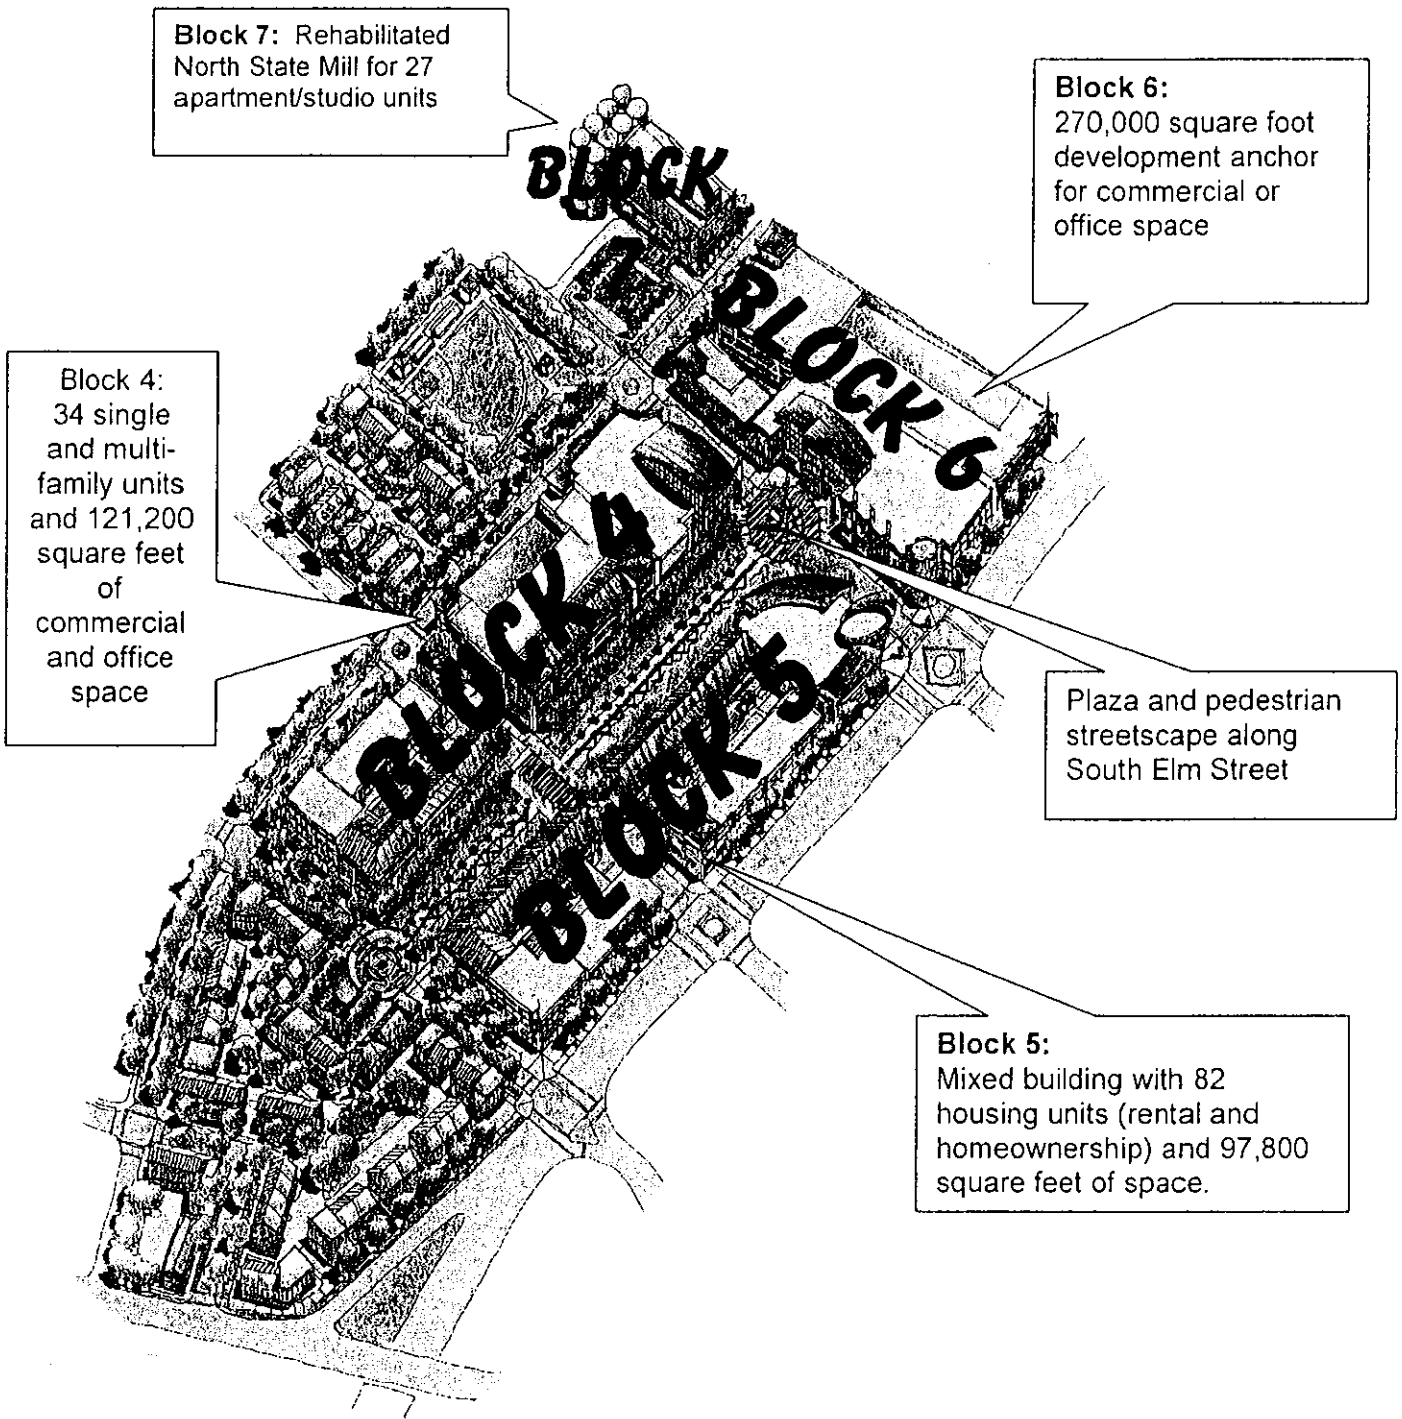 Block 7: Rehabilitated
North State Mill for 27
apartment/studio units
Block 6:
270,000 square foot
development anchor
for commercial or
office space
BLOCK
7
BLOCK 6
Block 4:
34 single
and multi-
family units
and 121,200
square feet
of
commercial
and office
space
BLOCK 4
BLOCK 5
Plaza and pedestrian
streetscape along
South Elm Street
Block 5:
Mixed building with 82
housing units (rental and
homeownership) and 97,800
square feet of space.